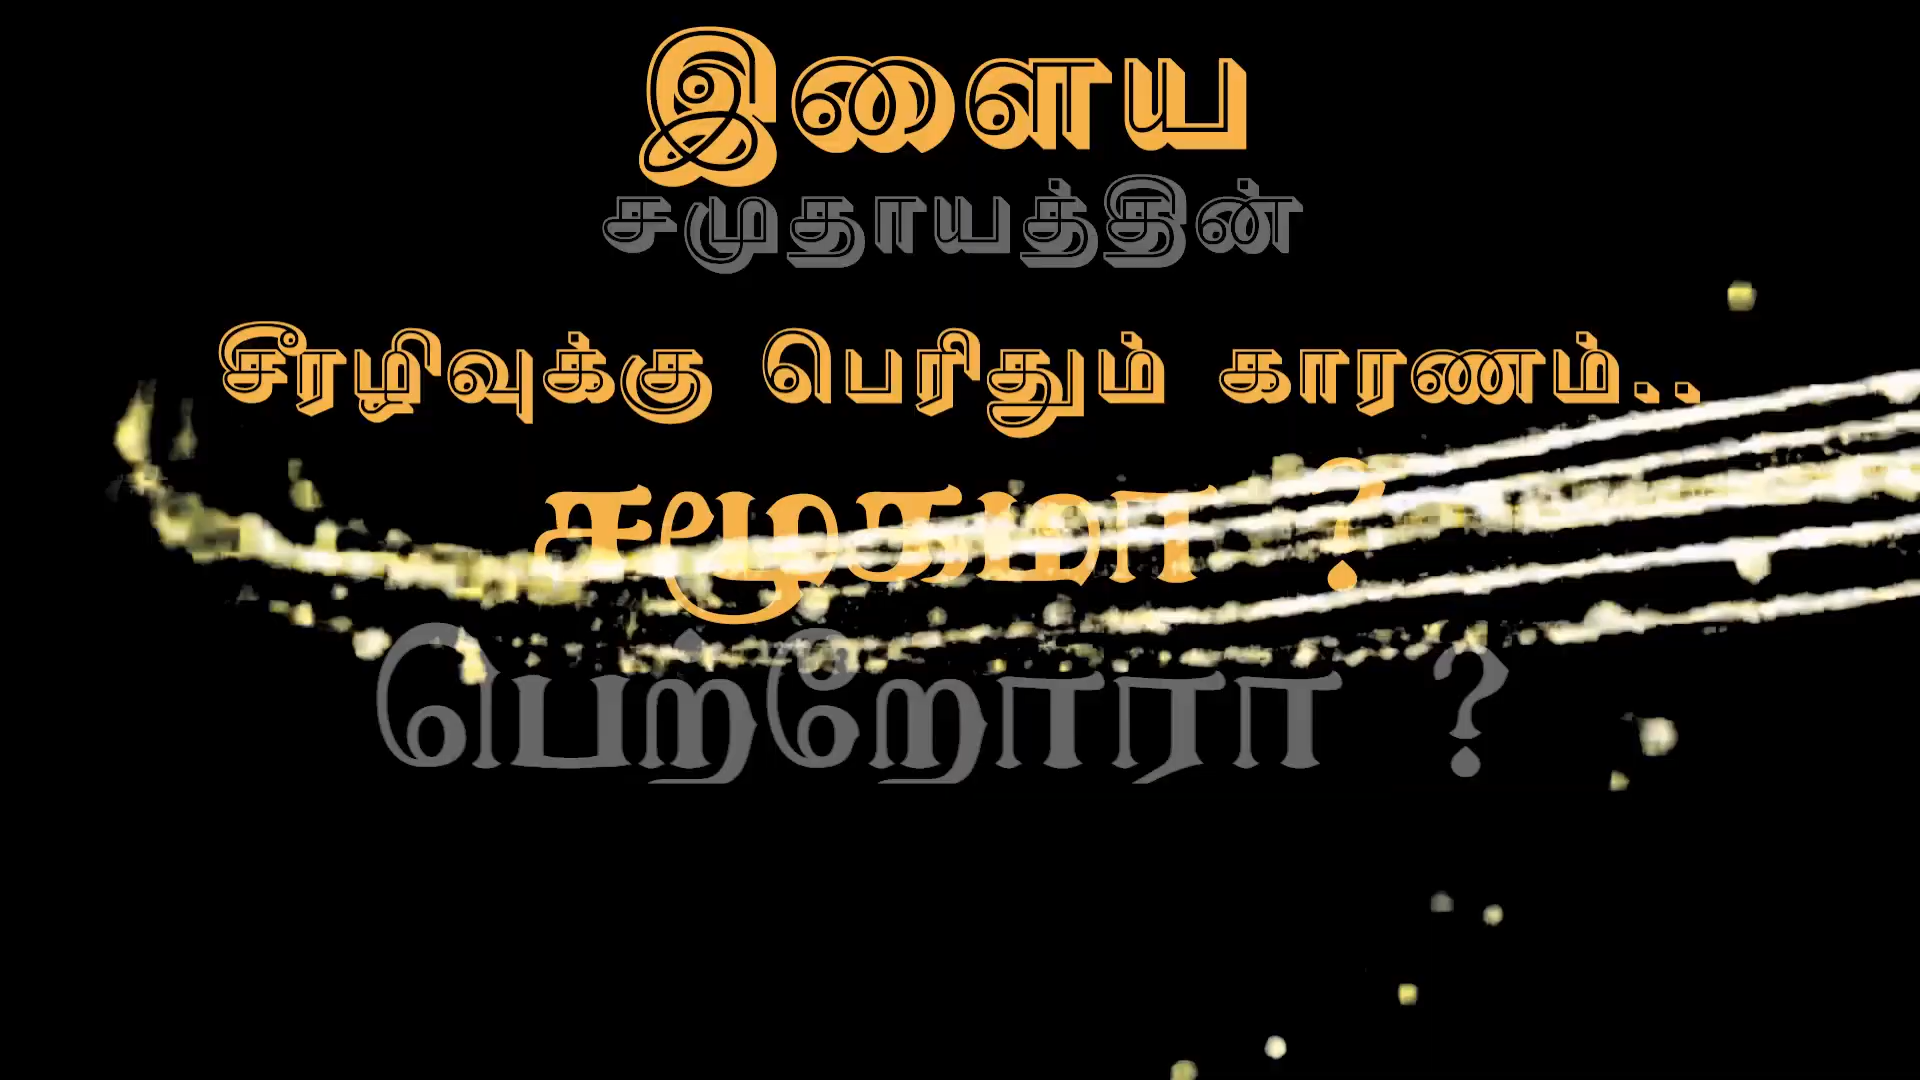 இளைய
சமுதாயத்தின்
சீரழிவுக்கு பெரிதும் காரணம்..
சமூகமா ?
பெற்றோரா ?